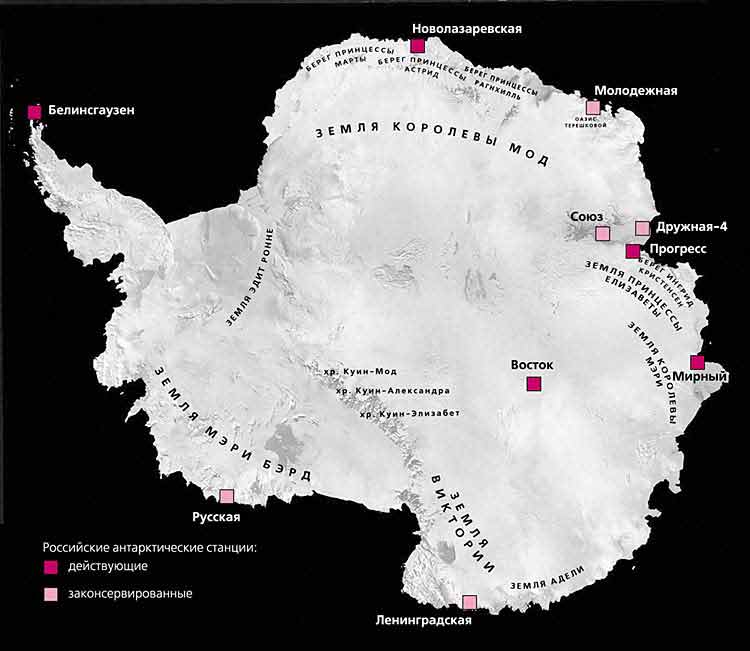 Новолазаревская
БЕРЕГ ПРИНЦЕССЫ
МАРТЫ
БЕРЕГ ПРИНЦЕССЫ
АСТРИД
БЕРЕГ ПРИНЦЕССЫ
РАГНХИЛЛЬ
Молодежная
ОАЗИС
ТЕРЕШКОВОЙ
Белинсгаузен
ЗЕМЛЯ КОРОЛЕВЫ МОД
Союз
Дружная-4
Прогресс
БЕРЕГ ИНГРИД
КРИСТЕНСЕН
ЗЕМЛЯ ПРИНЦЕССЫ
ЕЛИЗАВЕТЫ
ЗЕМЛЯ ЭДИТ РОННЕ
ЗЕМЛЯ КОРОЛЕВЫ
МЭРИ
Мирный
Восток
хр. Куин-Мод
хр. Куин-Александра
хр. Куин-Элизабет
ЗЕМЛЯ МЭРИ БЭРД
ЗЕМЛЯ
ВИКТОРИИ
Русская
ЗЕМЛЯ АДЕЛИ
Ленинградская
Российские антарктические станции:
действующие
законсервированные